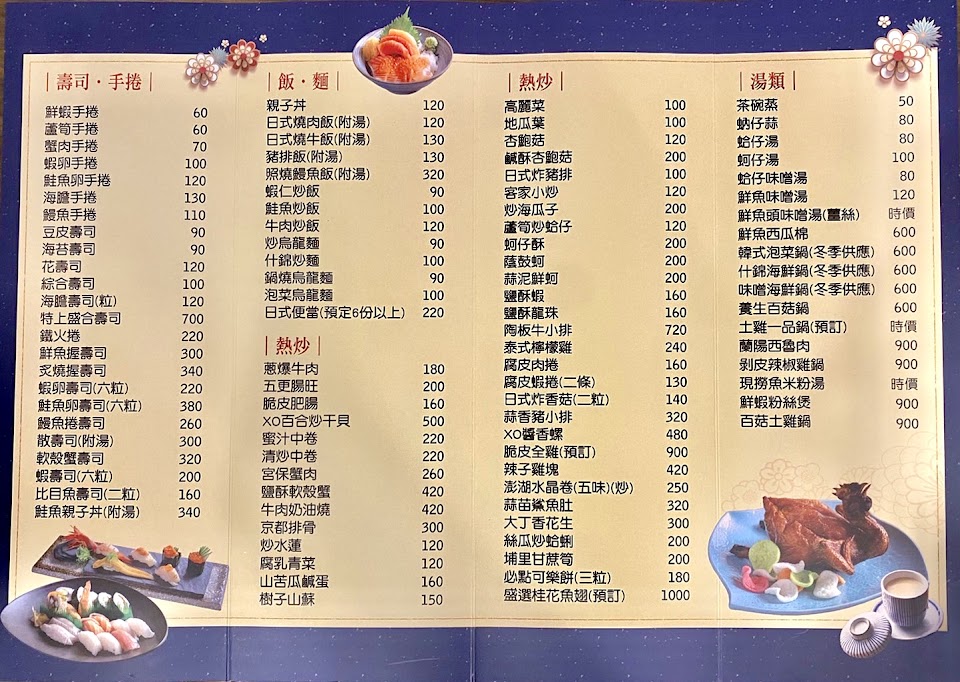 壽司·手捲
鮮蝦手捲 60
蘆筍手捲 60
蟹肉手捲 70
蝦卵手捲 100
鮭魚卵手捲 120
海膽手捲 130
鰻魚手捲 110
豆皮壽司 90
海苔壽司 90
花壽司 120
綜合壽司 100
海膽壽司(粒) 120
特上盛合壽司 700
鐵火捲 220
鮮魚握壽司 300
炙燒握壽司 340
蝦卵壽司(六粒) 220
鮭魚卵壽司(六粒) 380
鰻魚捲壽司 260
散壽司(附湯) 300
軟殼蟹壽司 320
蝦壽司(六粒) 200
比目魚壽司(二粒) 160
鮭魚親子丼(附湯) 340
飯·麵
親子丼 120
日式燒肉飯(附湯) 120
日式燒牛飯(附湯) 130
豬排飯(附湯) 130
照燒鰻魚飯(附湯) 320
蝦仁炒飯 90
鮭魚炒飯 100
牛肉炒飯 120
炒烏龍麵 90
什錦炒麵 100
鍋燒烏龍麵 90
泡菜烏龍麵 100
日式便當(預定6份以上) 220
熱炒
蔥爆牛肉 180
五更腸旺 200
脆皮肥腸 160
XO百合炒干貝 500
蜜汁中卷 220
清炒中卷 220
宮保蟹肉 260
鹽酥軟殼蟹 420
牛肉奶油燒 420
京都排骨 300
炒水蓮 120
腐乳青菜 120
山苦瓜鹹蛋 160
樹子山蘇 150
熱炒
高麗菜 100
地瓜葉 100
杏鮑菇 120
鹹酥杏鮑菇 200
日式炸豬排 100
客家小炒 120
炒海瓜子 200
蘆筍炒蛤仔 120
蚵仔酥 200
蔭鼓蚵 200
蒜泥鮮蚵 200
鹽酥蝦 160
鹽酥龍珠 160
陶板牛小排 720
泰式檸檬雞 240
腐皮肉捲 160
腐皮蝦捲(二條) 130
日式炸香菇(二粒) 140
蒜香豬小排 320
XO醬香螺 480
脆皮全雞(預訂) 900
辣子雞塊 420
澎湖水晶卷(五味)(炒) 250
蒜苗鯊魚肚 320
大丁香花生 300
絲瓜炒蛤蜊 200
埔里甘蔗筍 200
必點可樂餅(三粒) 180
盛選桂花魚翅(預訂) 1000
湯類
茶碗蒸 50
蚋仔蒜 80
蛤仔湯 80
蚵仔湯 100
蛤仔味噌湯 80
鮮魚味噌湯 120
鮮魚頭味噌湯(薑絲) 時價
鮮魚西瓜棉 600
韓式泡菜鍋(冬季供應) 600
什錦海鮮鍋(冬季供應) 600
味噌海鮮鍋(冬季供應) 600
養生百菇鍋 600
土雞一品鍋(預訂) 時價
蘭陽西魯肉 900
剝皮辣椒雞鍋 900
現撈魚米粉湯 時價
鮮蝦粉絲煲 900
百菇土雞鍋 900